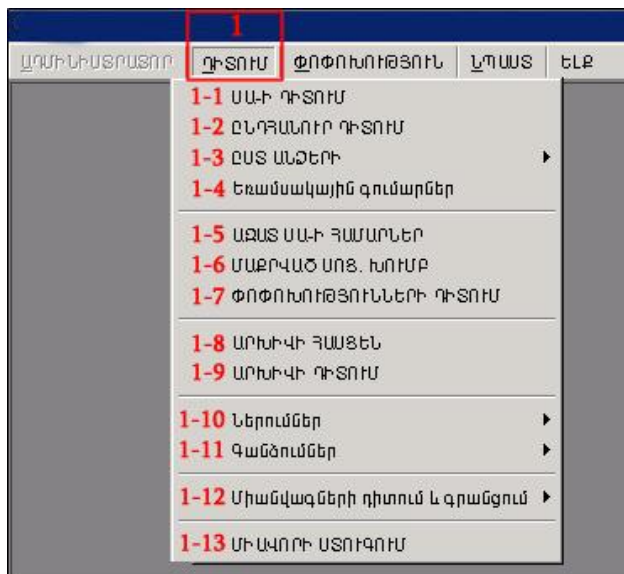 1
ԱԴՄԻՆԻՍՏՐԱՏՈՐ ԴԻՏՈՒՄ ՓՈՓՈԽՈՒԹՅՈՒՆ ՆՊԱՍՏ ԵԼՔ
1-1 ՍԱ-Ի ԴԻՏՈՒՄ
1-2 ԸՆԴՀԱՆՈՒՐ ԴԻՏՈՒՄ
1-3 ԸՍՏ ԱՆՁԵՐԻ
1-4 Եռամսակային գումարներ
1-5 ԱԶԱՏ ՍԱ-Ի ՀԱՄԱՐՆԵՐ
1-6 ՄԱՔՐՎԱԾ ՍՈՑ. ԽՈՒՄԲ
1-7 ՓՈՓՈԽՈՒԹՅՈՒՆՆԵՐԻ ԴԻՏՈՒՄ
1-8 ԱՐԽԻՎԻ ՀԱՍՑԵՆ
1-9 ԱՐԽԻՎԻ ԴԻՏՈՒՄ
1-10 Ներումներ
1-11 Գանձումներ
1-12 Միանվագների դիտում և գրանցում
1-13 ՄԻԱՎՈՐԻ ՍՏՈՒԳՈՒՄ